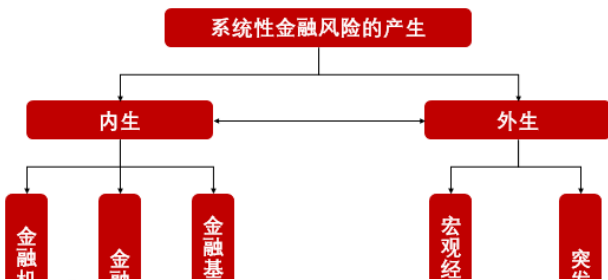 系统性金融风险的产生
内生
外生
金融机
金融
金融基
宏观经
突发